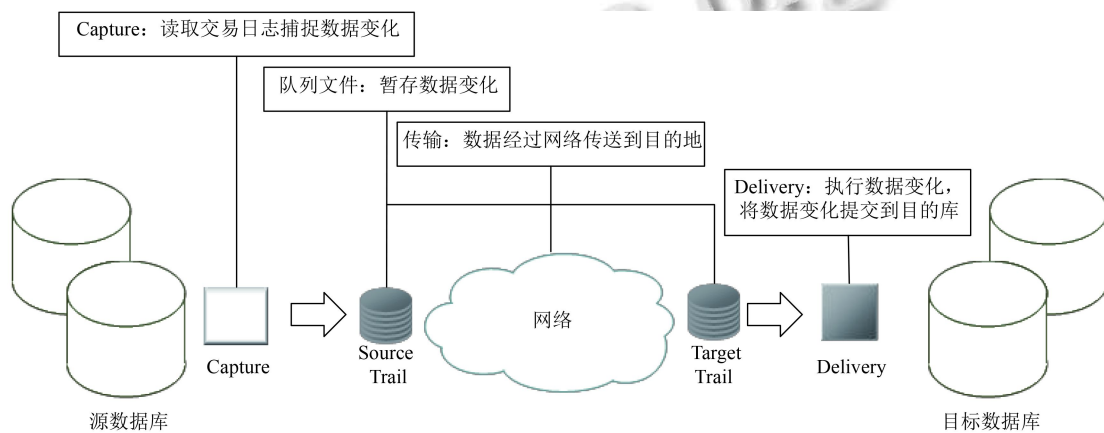 Capture：读取交易日志捕捉数据变化
队列文件：暂存数据变化
传输：数据经过网络传送到目的地
Delivery：执行数据变化，
将数据变化提交到目的库
网络
Capture
Source
Trail
Target
Trail
Delivery
源数据库
目标数据库